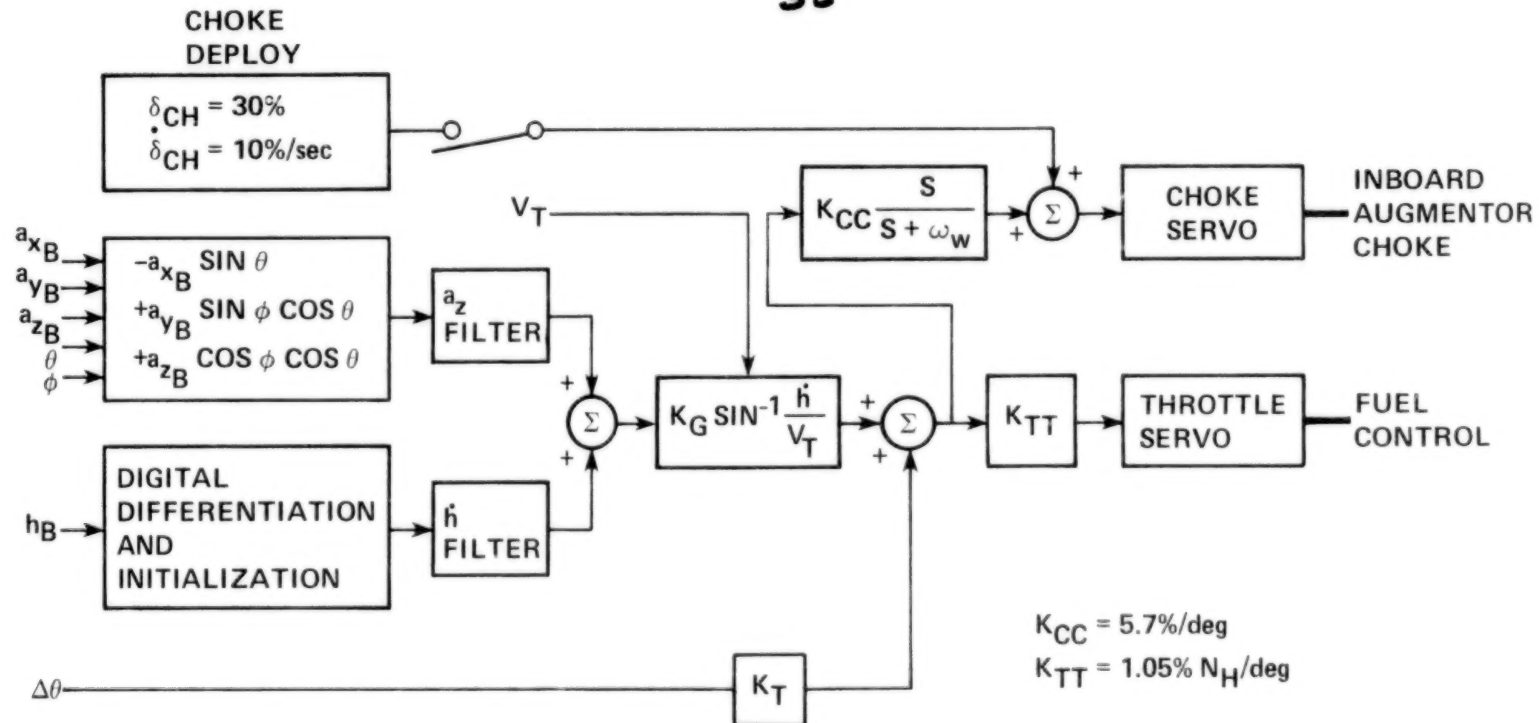 CHOKE
DEPLOY
δCH = 30%
δ̇CH = 10%/sec
VT
KCC S / S + ωw
Σ
+
+
CHOKE
SERVO
INBOARD
AUGMENTOR
CHOKE
axB
ayB
azB
θ
φ
−axB SIN θ
+ayB SIN φ COS θ
+azB COS φ COS θ
az
FILTER
+
Σ
+
KG SIN⁻¹ ḣ / VT
+
Σ
+
KTT
THROTTLE
SERVO
FUEL
CONTROL
hB
DIGITAL
DIFFERENTIATION
AND
INITIALIZATION
ḣ
FILTER
Δθ
KT
KCC = 5.7%/deg
KTT = 1.05% NH/deg